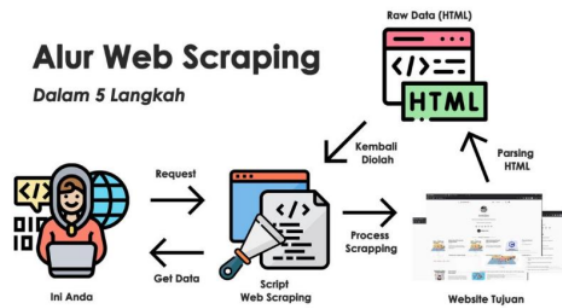 Raw Data (HTML)
Alur Web Scraping
Dalam 5 Langkah
</>
HTML
Kembali
Diolah
Parsing
HTML
Request
</>
</>
Process
Scrapping
Get Data
Ini Anda
Script
Web Scraping
Website Tujuan